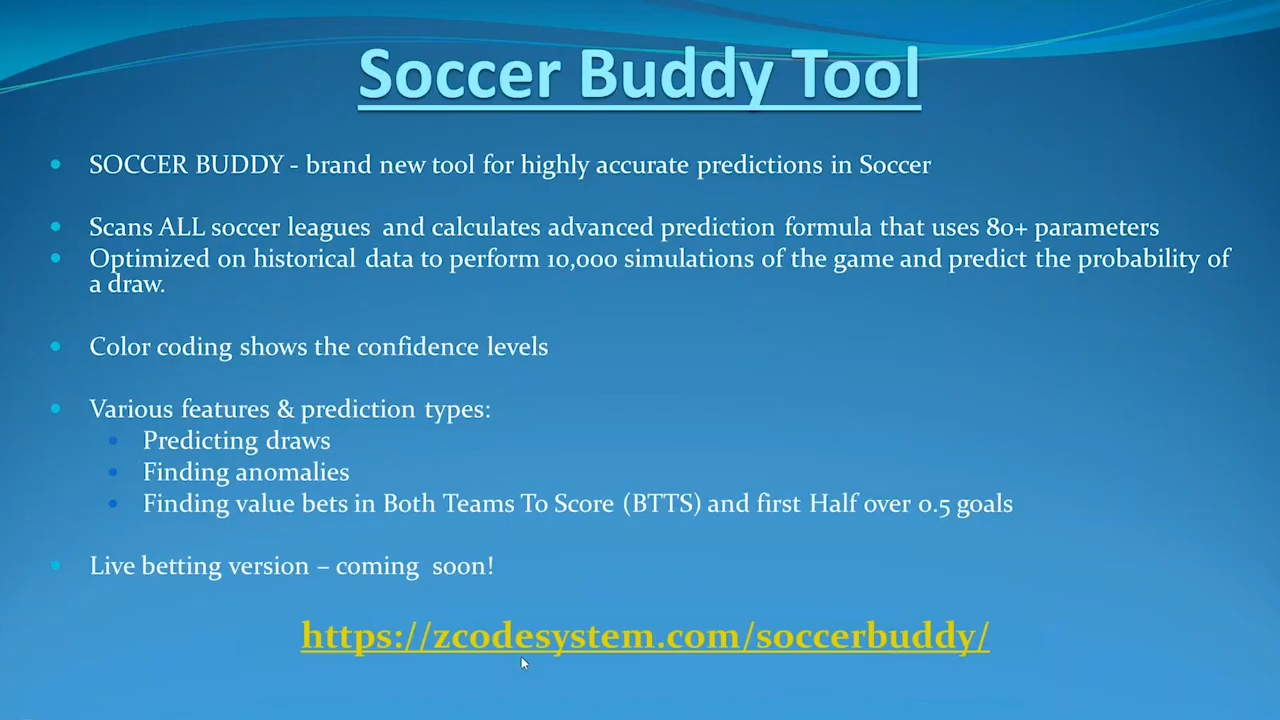 Soccer Buddy Tool
• SOCCER BUDDY - brand new tool for highly accurate predictions in Soccer
• Scans ALL soccer leagues and calculates advanced prediction formula that uses 80+ parameters
• Optimized on historical data to perform 10,000 simulations of the game and predict the probability of
a draw.
• Color coding shows the confidence levels
• Various features & prediction types:
• Predicting draws
• Finding anomalies
• Finding value bets in Both Teams To Score (BTTS) and first Half over 0.5 goals
• Live betting version – coming soon!
https://zcodesystem.com/soccerbuddy/